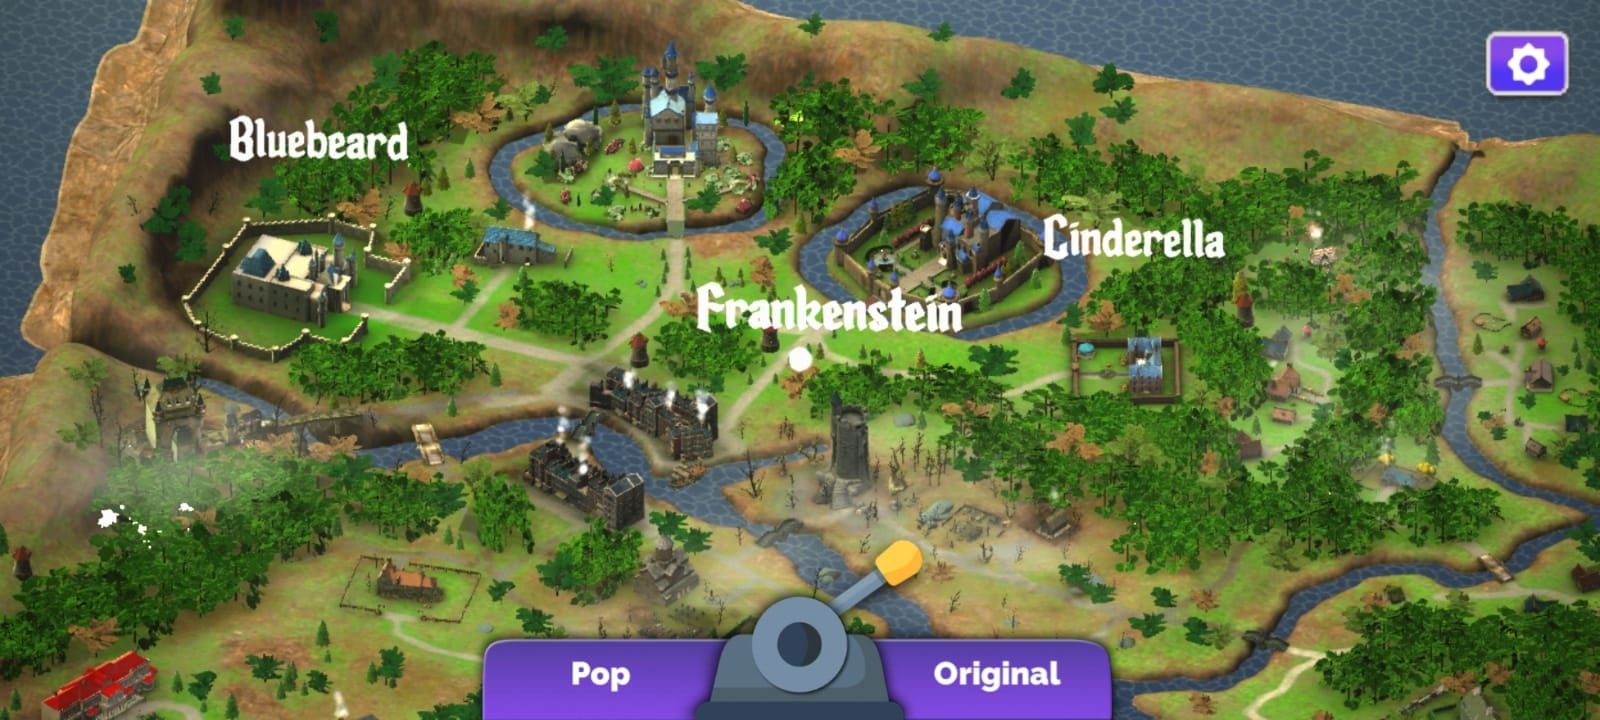 Bluebeard
Cinderella
Frankenstein
Pop
Original